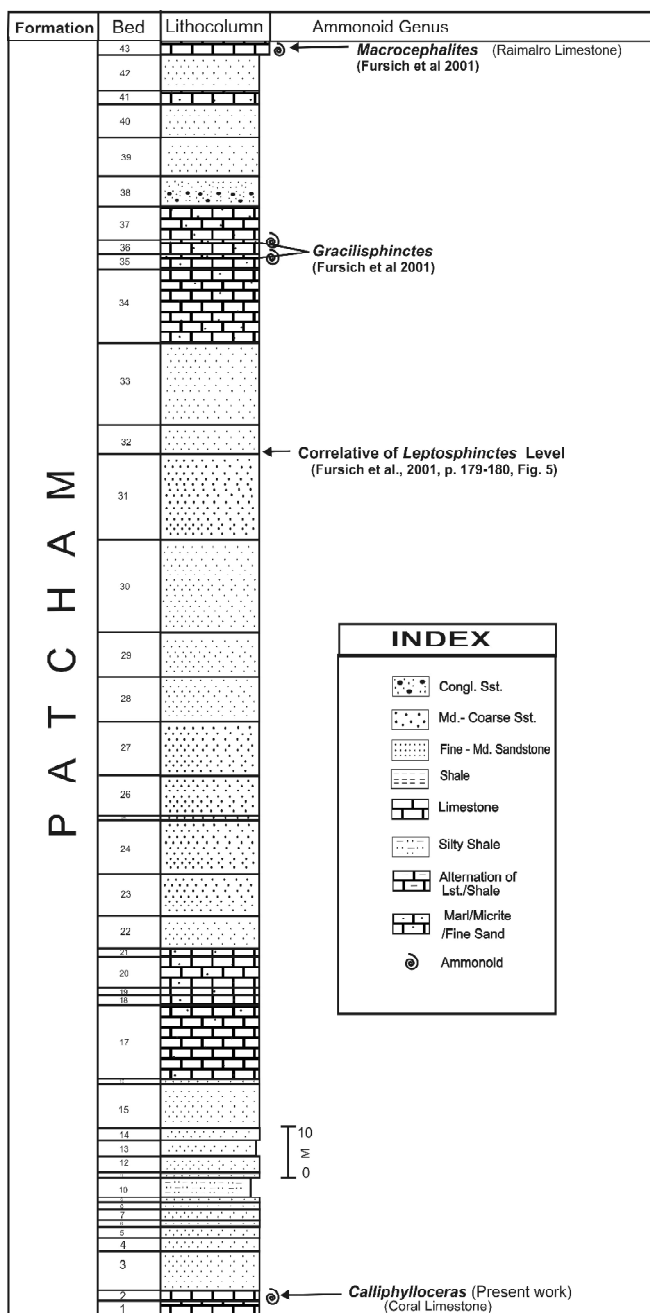 Formation Bed Lithocolumn Ammonoid Genus
43 Macrocephalites (Raimalro Limestone)
(Fursich et al 2001)
42
41
40
39
38
37
36
Gracilisphinctes
35 (Fursich et al 2001)
34
33
32
Correlative of Leptosphinctes Level
(Fursich et al., 2001, p. 179-180, Fig. 5)
31
30
29
28
27
26
24
23
22
21
20
19
18
17
15
14
13
12
10
7
5
4
3
2 Calliphylloceras (Present work)
(Coral Limestone)
1
PATCHAM
INDEX
Congl. Sst.
Md.- Coarse Sst.
Fine - Md. Sandstone
Shale
Limestone
Silty Shale
Alternation of
Lst./Shale
Marl/Micrite
/Fine Sand
Ammonoid
10
M
0